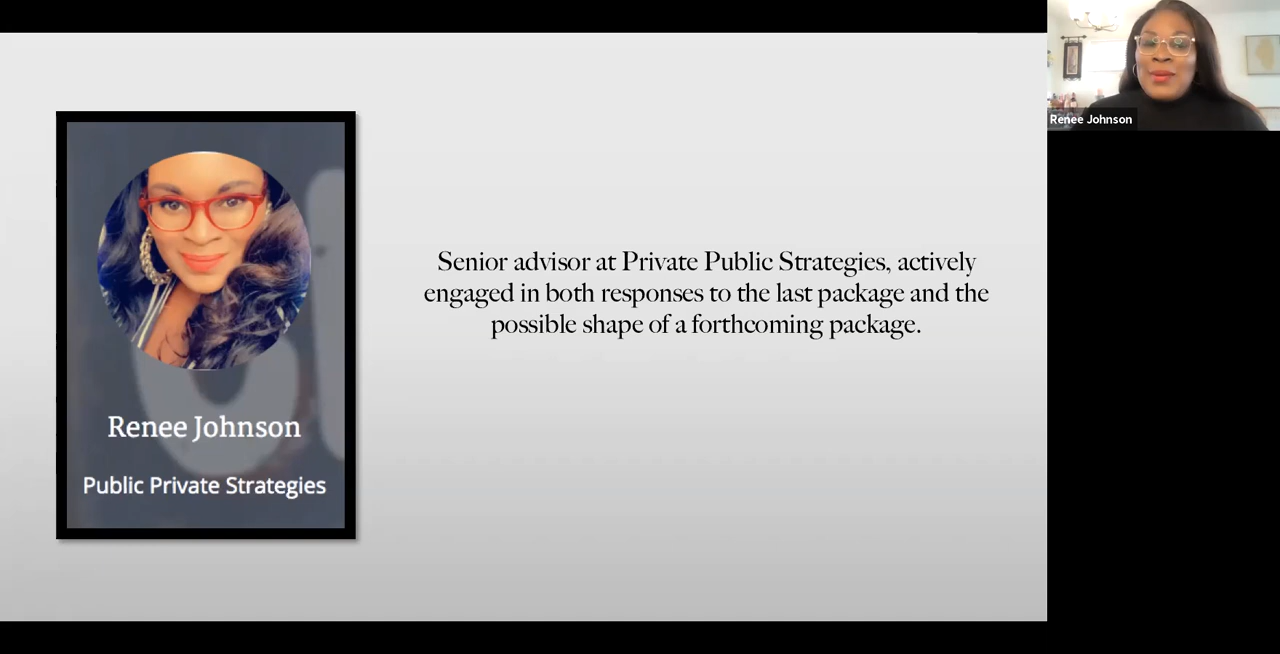 Renee Johnson
Public Private Strategies
Senior advisor at Private Public Strategies, actively
engaged in both responses to the last package and the
possible shape of a forthcoming package.
Renee Johnson